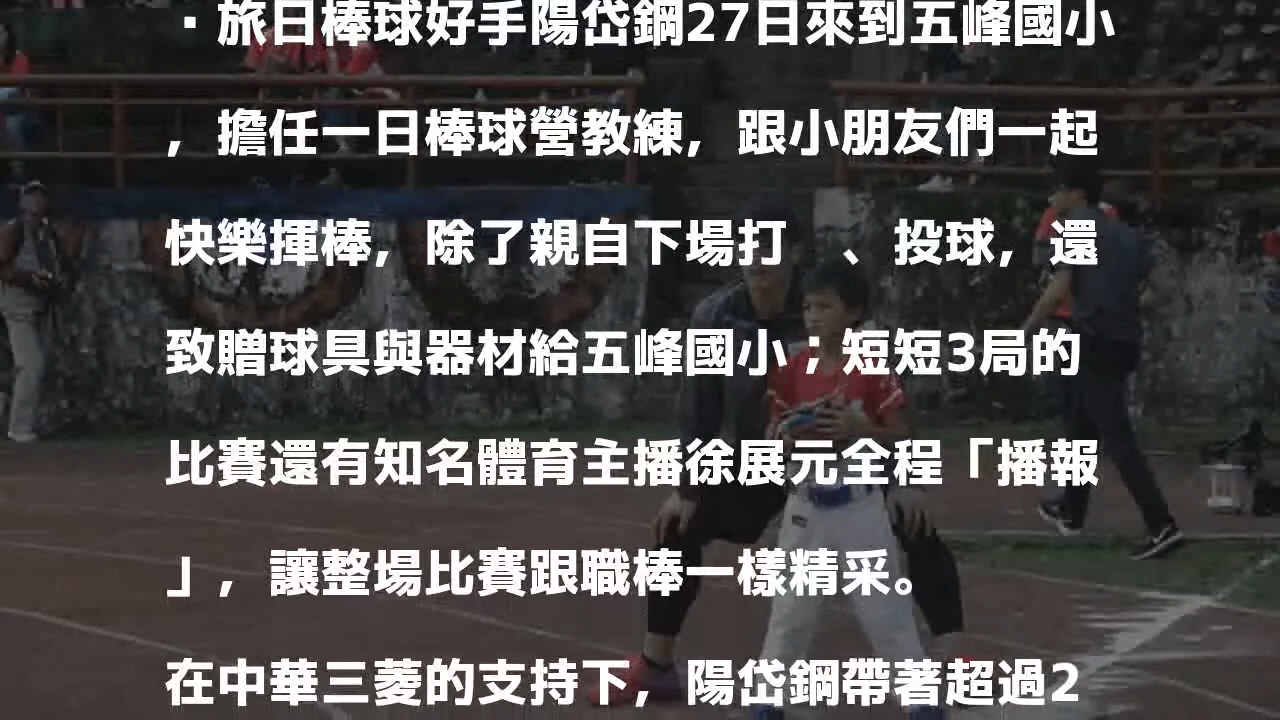 ・旅日棒球好手陽岱鋼27日來到五峰國小
，擔任一日棒球營教練，跟小朋友們一起
快樂揮棒，除了親自下場打　、投球，還
致贈球具與器材給五峰國小；短短3局的
比賽還有知名體育主播徐展元全程「播報
」，讓整場比賽跟職棒一樣精采。
在中華三菱的支持下，陽岱鋼帶著超過2